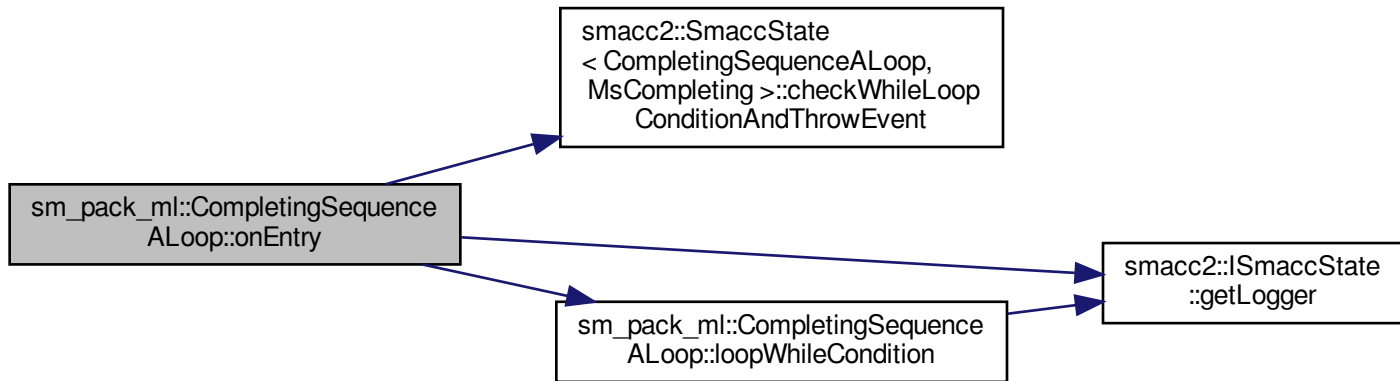 smacc2::SmaccState
< CompletingSequenceALoop,
MsCompleting >::checkWhileLoop
ConditionAndThrowEvent
sm_pack_ml::CompletingSequence
ALoop::onEntry
smacc2::ISmaccState
::getLogger
sm_pack_ml::CompletingSequence
ALoop::loopWhileCondition